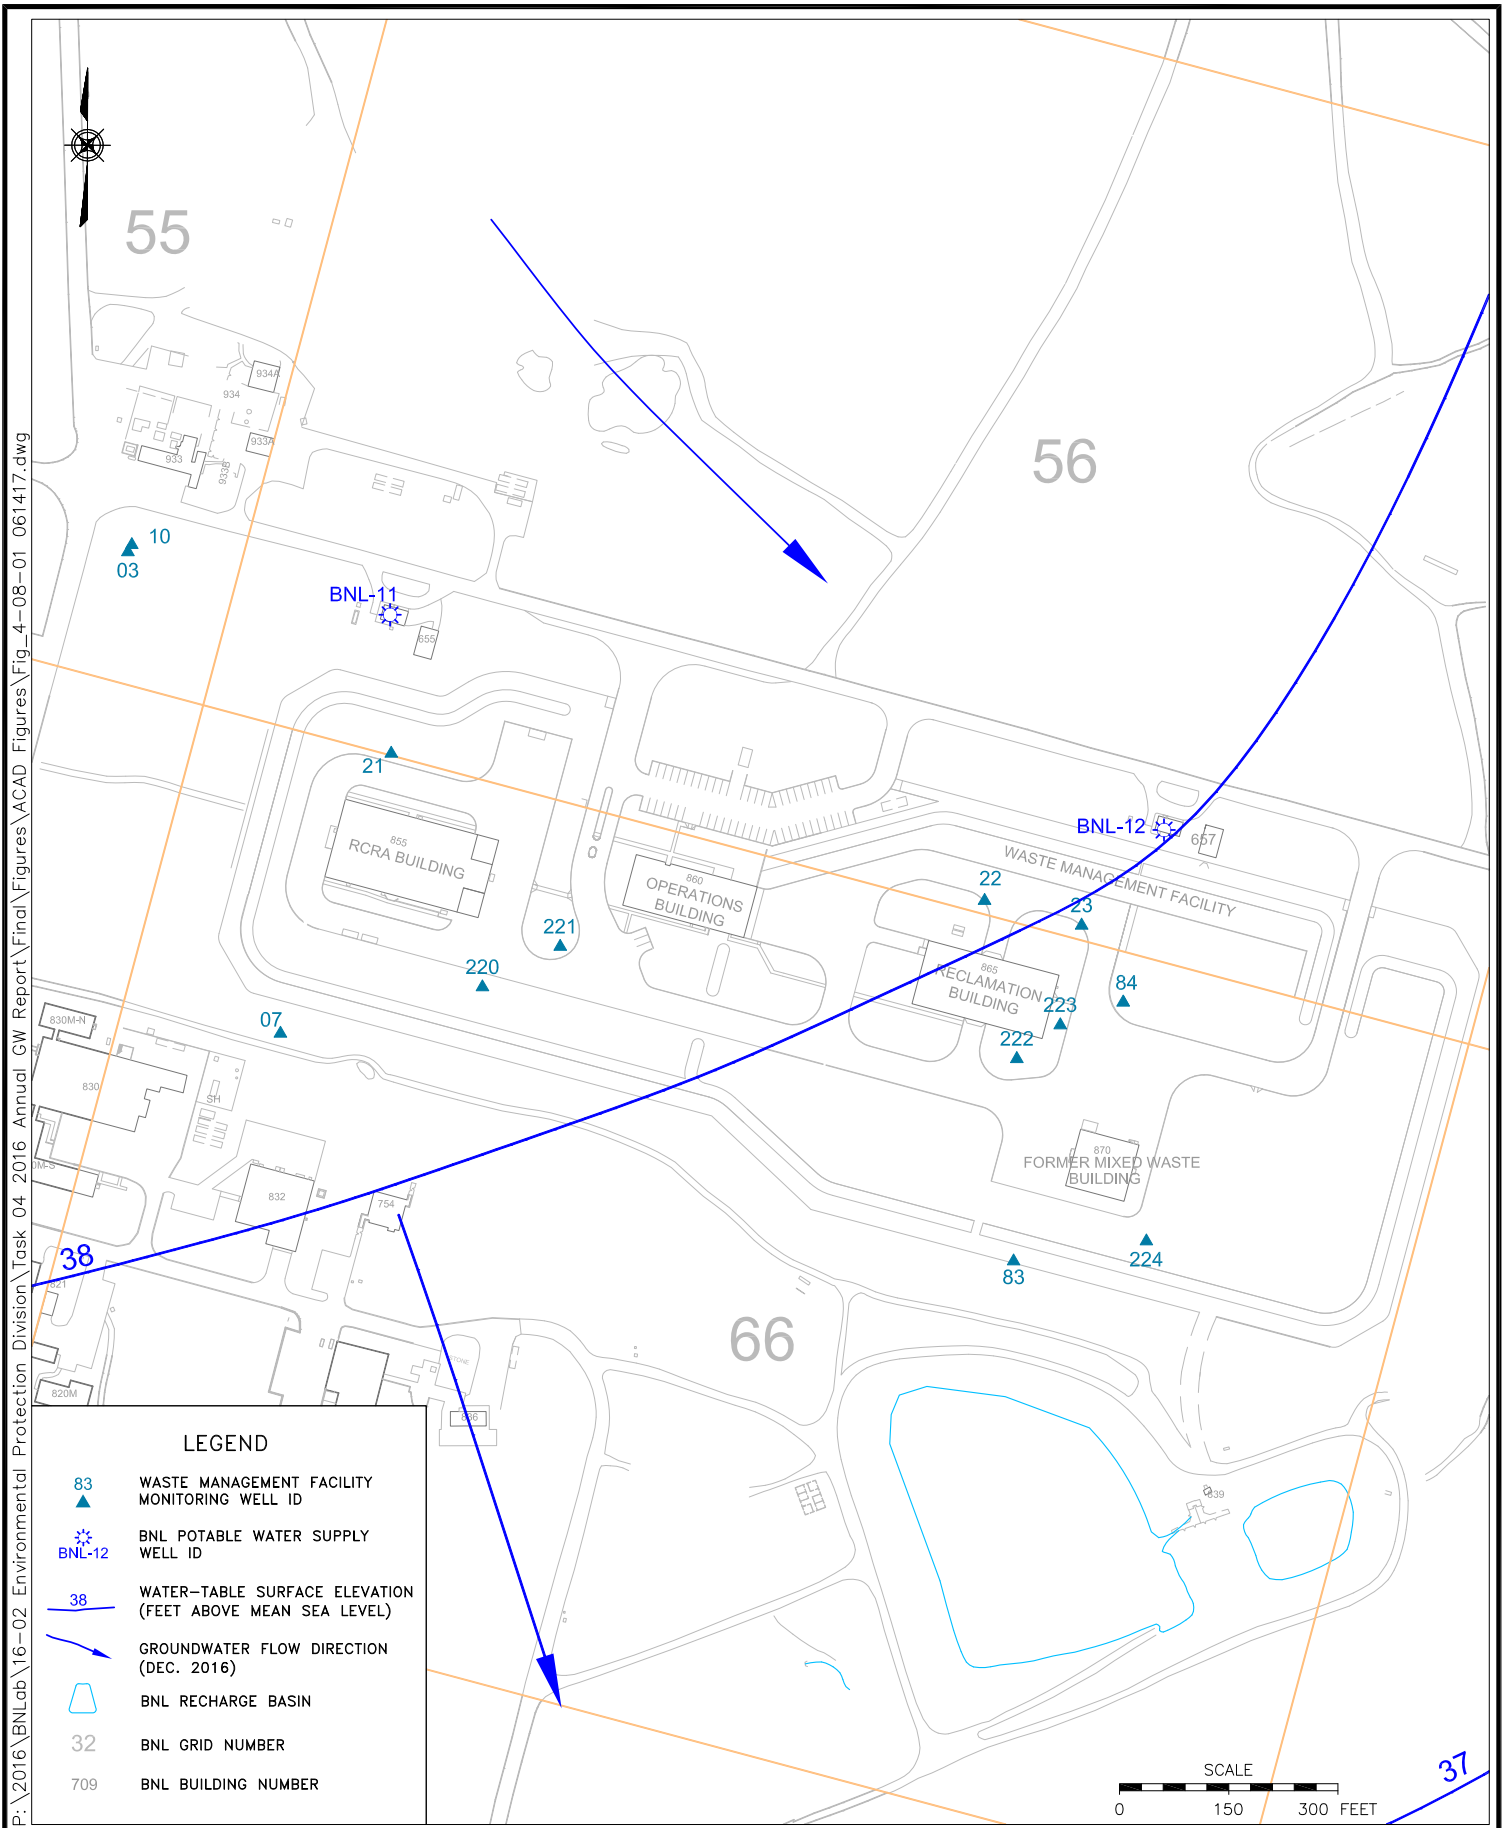 P:\2016\BNLab\16-02 Environmental Protection Division\Task 04 2016 Annual GW Report\Final\Figures\ACAD Figures\Fig_4-08-01 061417.dwg
55
934A
934
933A
933
933B
56
10
03
BNL-11
655
21
855
RCRA BUILDING
860
OPERATIONS
BUILDING
BNL-12
657
WASTE MANAGEMENT FACILITY
22
23
221
220
865
RECLAMATION
BUILDING
84
223
222
07
830M-N
830
SH
870
FORMER MIXED WASTE
BUILDING
0M-S
832
754
38
224
83
821
66
820M
836
839
LEGEND
83
WASTE MANAGEMENT FACILITY
MONITORING WELL ID
BNL-12
BNL POTABLE WATER SUPPLY
WELL ID
38
WATER-TABLE SURFACE ELEVATION
(FEET ABOVE MEAN SEA LEVEL)
GROUNDWATER FLOW DIRECTION
(DEC. 2016)
BNL RECHARGE BASIN
32
BNL GRID NUMBER
709
BNL BUILDING NUMBER
37
SCALE
0 150 300 FEET